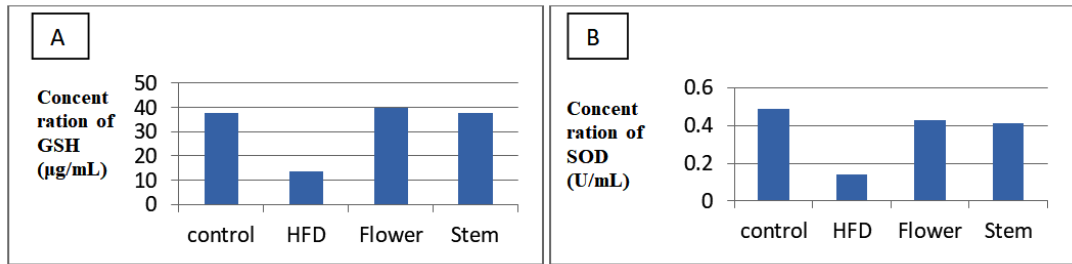 A
Concent
ration of
GSH
(µg/mL)
50
40
30
20
10
0
control HFD Flower Stem
B
Concent
ration of
SOD
(U/mL)
0.6
0.4
0.2
0
control HFD Flower Stem